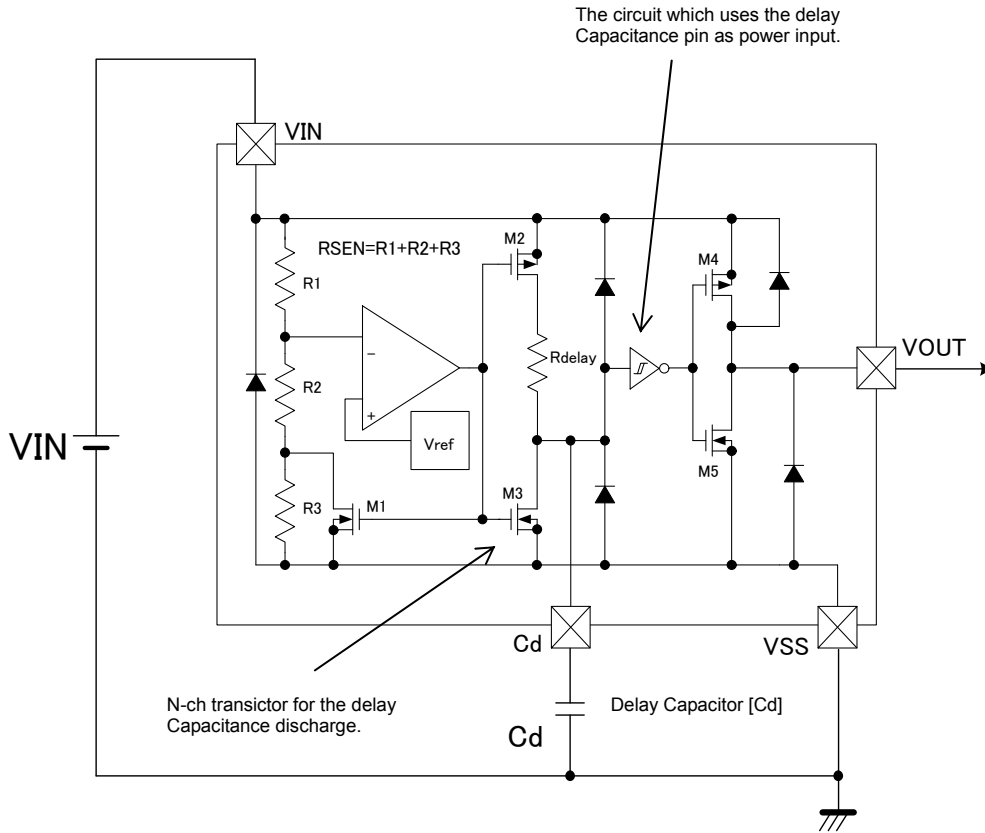 The circuit which uses the delay
Capacitance pin as power input.
VIN
RSEN=R1+R2+R3
M2
M4
R1
Rdelay
VOUT
R2
Vref
VIN
M5
R3
M1
M3
Cd
VSS
N-ch transictor for the delay
Capacitance discharge.
Delay Capacitor [Cd]
Cd